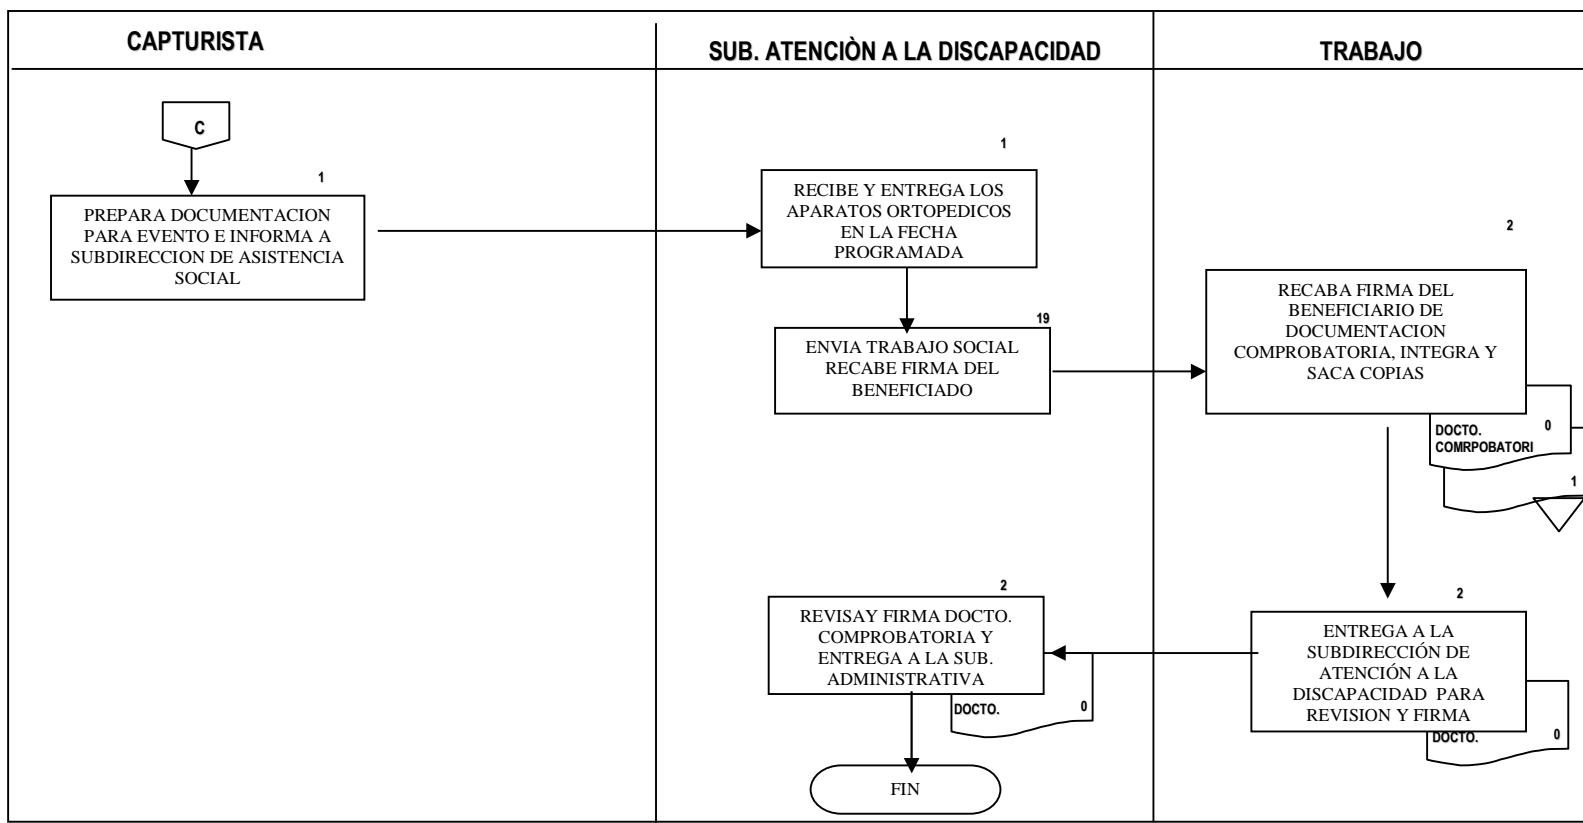 CAPTURISTA
SUB. ATENCIÒN A LA DISCAPACIDAD
TRABAJO
C
1
PREPARA DOCUMENTACION
PARA EVENTO E INFORMA A
SUBDIRECCION DE ASISTENCIA
SOCIAL
1
RECIBE Y ENTREGA LOS
APARATOS ORTOPEDICOS
EN LA FECHA
PROGRAMADA
19
ENVIA TRABAJO SOCIAL
RECABE FIRMA DEL
BENEFICIADO
2
RECABA FIRMA DEL
BENEFICIARIO DE
DOCUMENTACION
COMPROBATORIA, INTEGRA Y
SACA COPIAS
DOCTO. 0
COMRPOBATORI
1
2
ENTREGA A LA
SUBDIRECCIÓN DE
ATENCIÓN A LA
DISCAPACIDAD PARA
REVISION Y FIRMA
DOCTO. 0
2
REVISAY FIRMA DOCTO.
COMPROBATORIA Y
ENTREGA A LA SUB.
ADMINISTRATIVA
DOCTO. 0
FIN